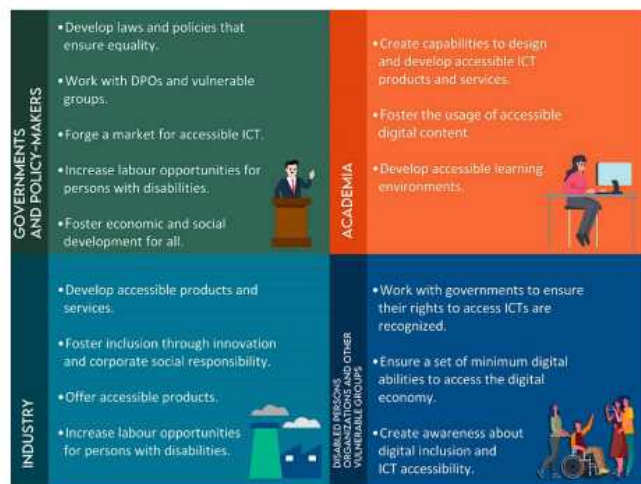 GOVERNMENTS
AND POLICY-MAKERS
•Develop laws and policies that
ensure equality.
•Work with DPOs and vulnerable
groups.
•Forge a market for accessible ICT.
•Increase labour opportunities for
persons with disabilities.
•Foster economic and social
development for all.
ACADEMIA
•Create capabilities to design
and develop accessible ICT
products and services.
•Foster the usage of accessible
digital content.
•Develop accessible learning
environments.
INDUSTRY
•Develop accessible products and
services.
•Foster inclusion through innovation
and corporate social responsibility.
•Offer accessible products.
•Increase labour opportunities
for persons with disabilities.
DISABLED PERSONS
ORGANIZATIONS AND OTHER
VULNERABLE GROUPS
•Work with governments to ensure
their rights to access ICTs are
recognized.
•Ensure a set of minimum digital
abilities to access the digital
economy.
•Create awareness about
digital inclusion and
ICT accessibility.